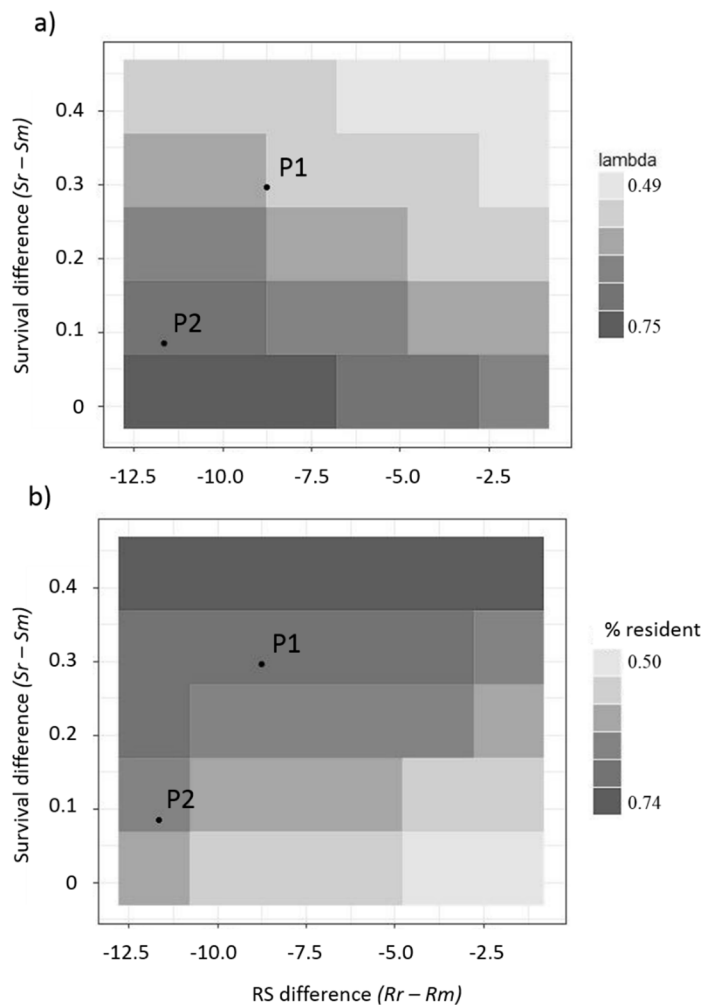 a)
Survival difference (Sr – Sm)
0.4
0.3
0.2
0.1
0
P1
P2
-12.5 -10.0 -7.5 -5.0 -2.5
lambda
0.49
0.75
b)
Survival difference (Sr – Sm)
0.4
0.3
0.2
0.1
0
P1
P2
-12.5 -10.0 -7.5 -5.0 -2.5
RS difference (Rr – Rm)
% resident
0.50
0.74